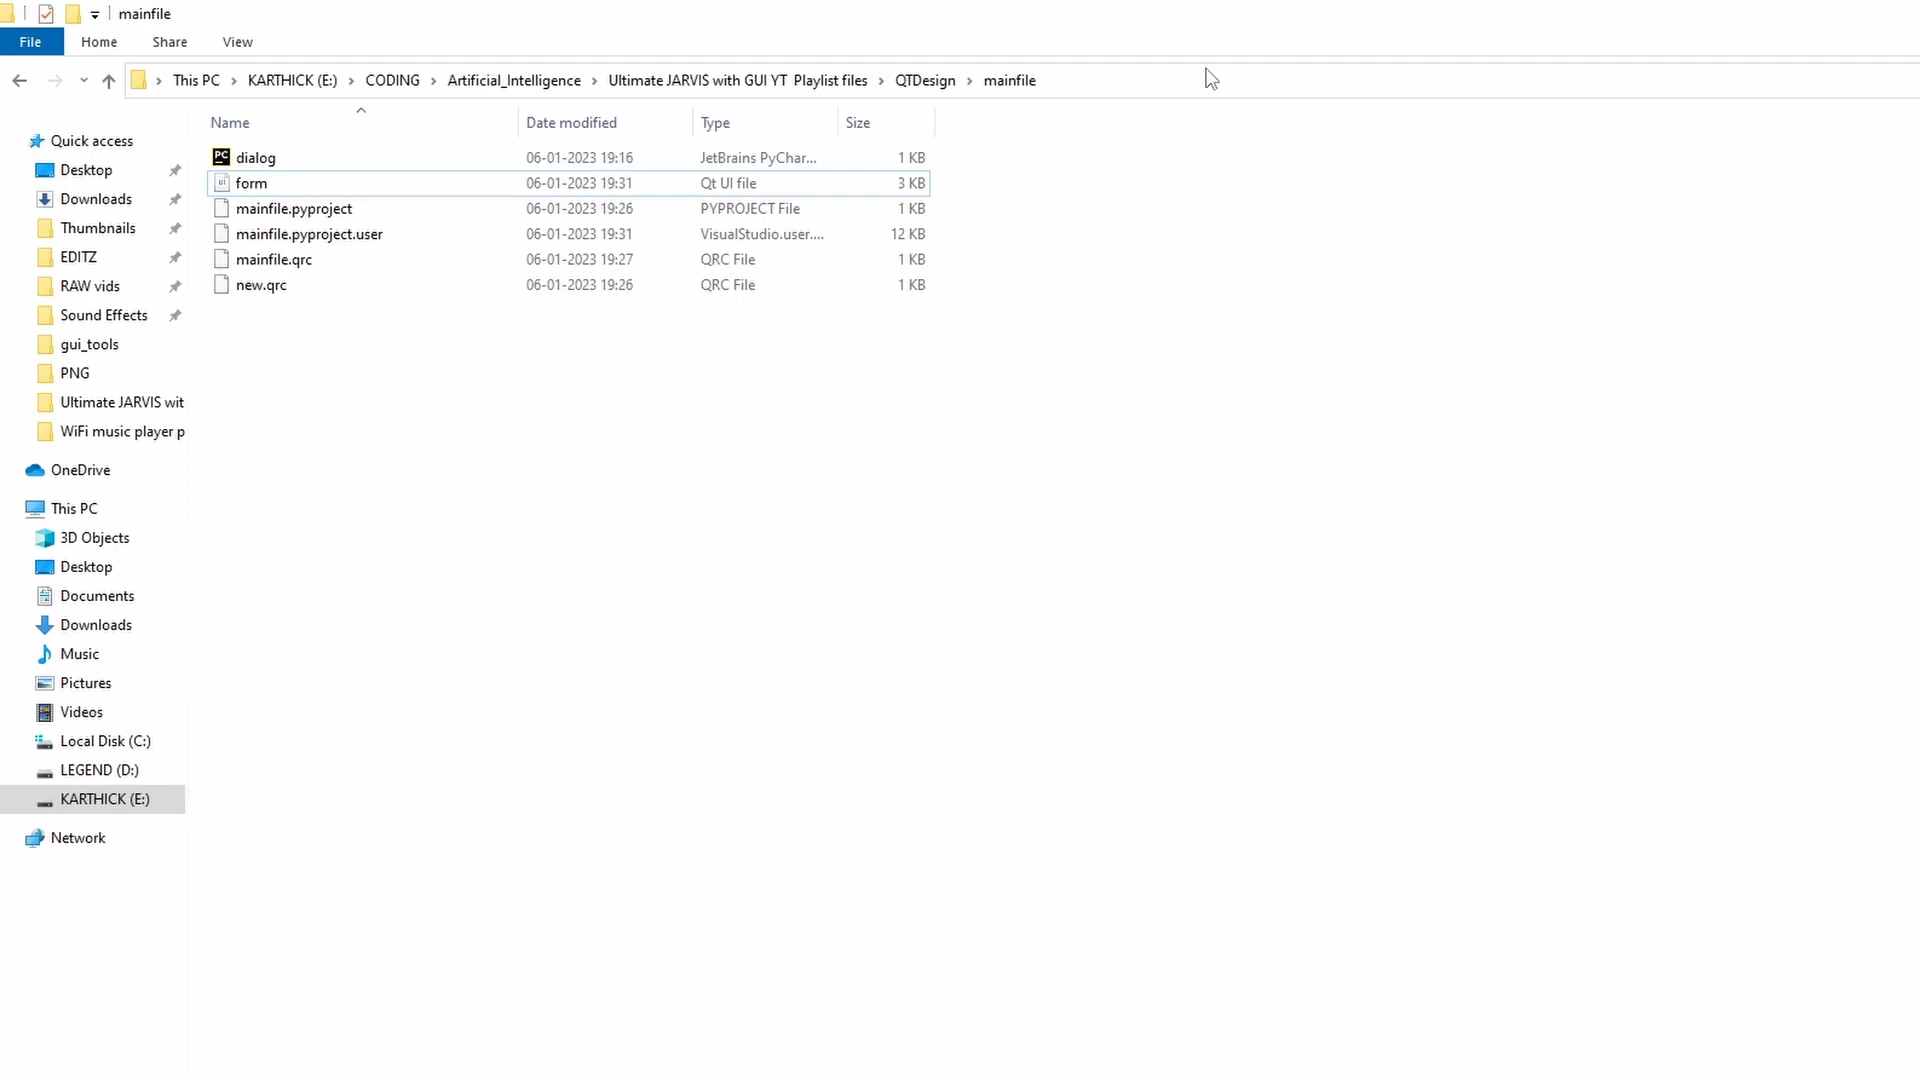 mainfile
File Home Share View
This PC KARTHICK (E:) CODING Artificial_Intelligence Ultimate JARVIS with GUI YT Playlist files QTDesign mainfile
Name Date modified Type Size
Quick access
Desktop
Downloads
Thumbnails
EDITZ
RAW vids
Sound Effects
gui_tools
PNG
Ultimate JARVIS wit
WiFi music player p
OneDrive
This PC
3D Objects
Desktop
Documents
Downloads
Music
Pictures
Videos
Local Disk (C:)
LEGEND (D:)
KARTHICK (E:)
Network
PC dialog 06-01-2023 19:16 JetBrains PyChar... 1 KB
ui form 06-01-2023 19:31 Qt UI file 3 KB
mainfile.pyproject 06-01-2023 19:26 PYPROJECT File 1 KB
mainfile.pyproject.user 06-01-2023 19:31 VisualStudio.user.... 12 KB
mainfile.qrc 06-01-2023 19:27 QRC File 1 KB
new.qrc 06-01-2023 19:26 QRC File 1 KB